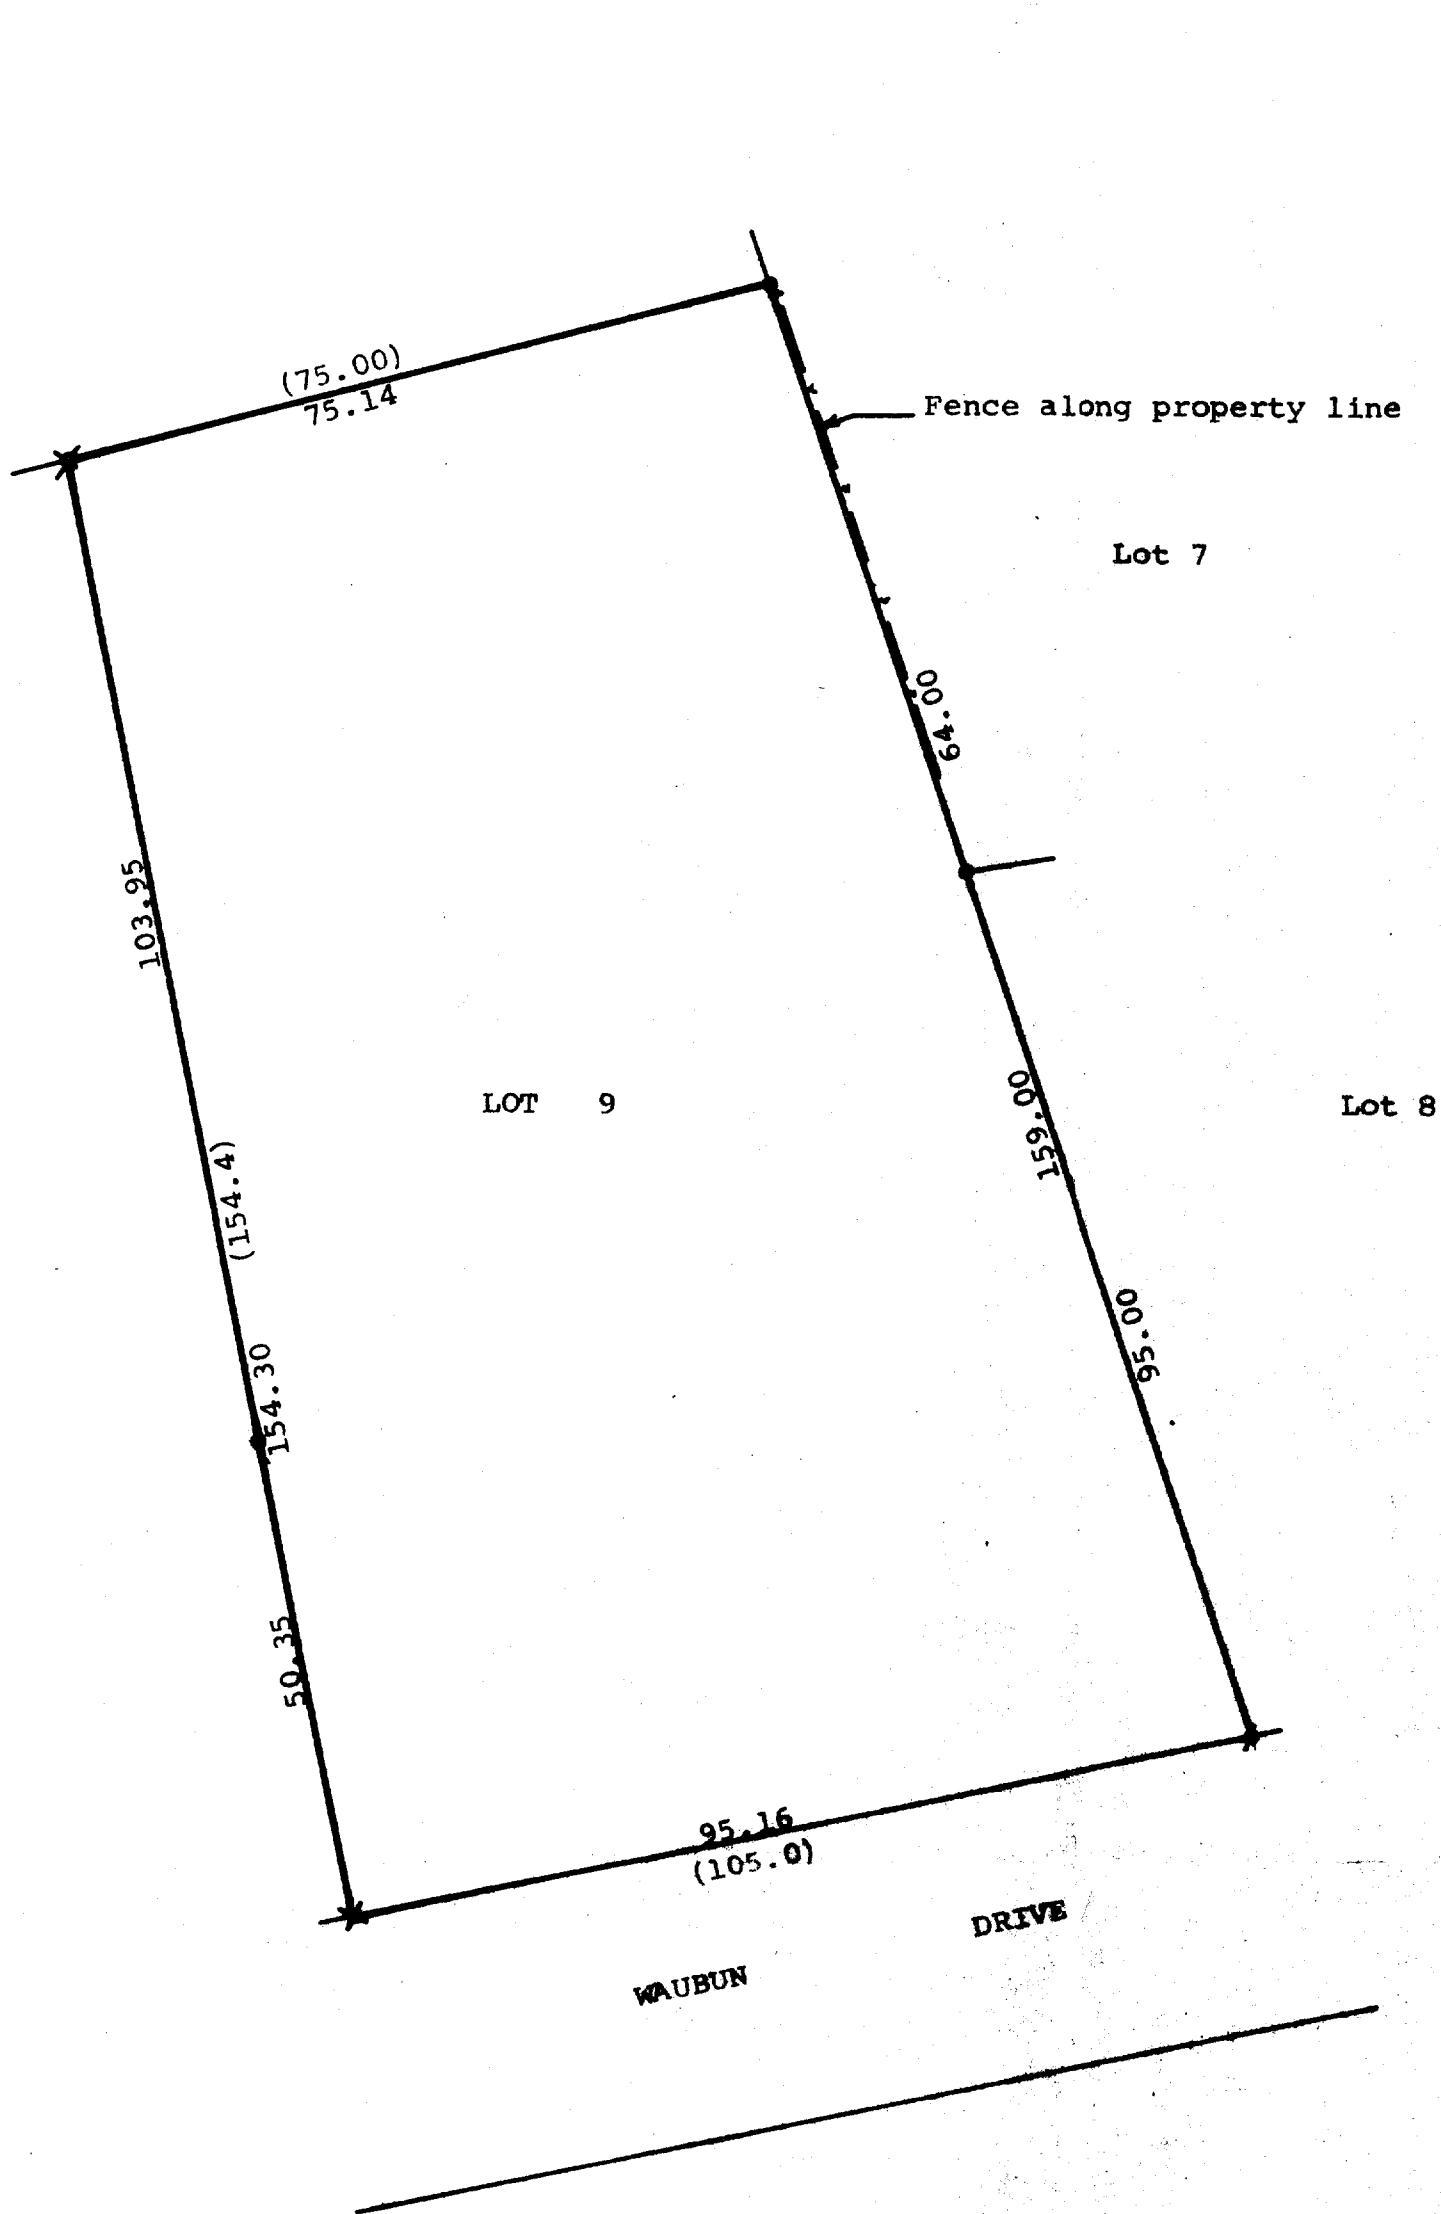 (75.00)
75.14
Fence along property line
Lot 7
64.00
103.95
159.00
LOT 9
Lot 8
(154.4)
95.00
154.30
50.35
95.16
(105.0)
DRIVE
WAUBUN